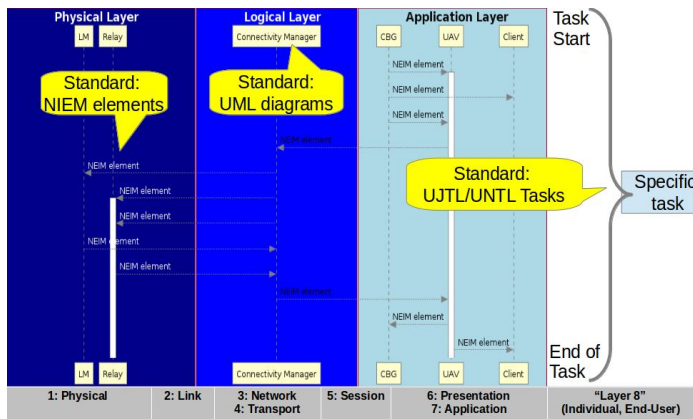 Physical Layer
Logical Layer
Application Layer
Task
Start
LM
Relay
Connectivity Manager
CBG
UAV
Client
NEIM element
Standard:
NIEM elements
Standard:
UML diagrams
NEIM element
NEIM element
NEIM element
NEIM element
Standard:
UJTL/UNTL Tasks
Specific
task
NEIM element
NEIM element
NEIM element
NEIM element
NEIM element
NEIM element
NEIM element
End of
Task
LM
Relay
Connectivity Manager
CBG
UAV
Client
1: Physical
2: Link
3: Network
4: Transport
5: Session
6: Presentation
7: Application
“Layer 8”
(Individual, End-User)